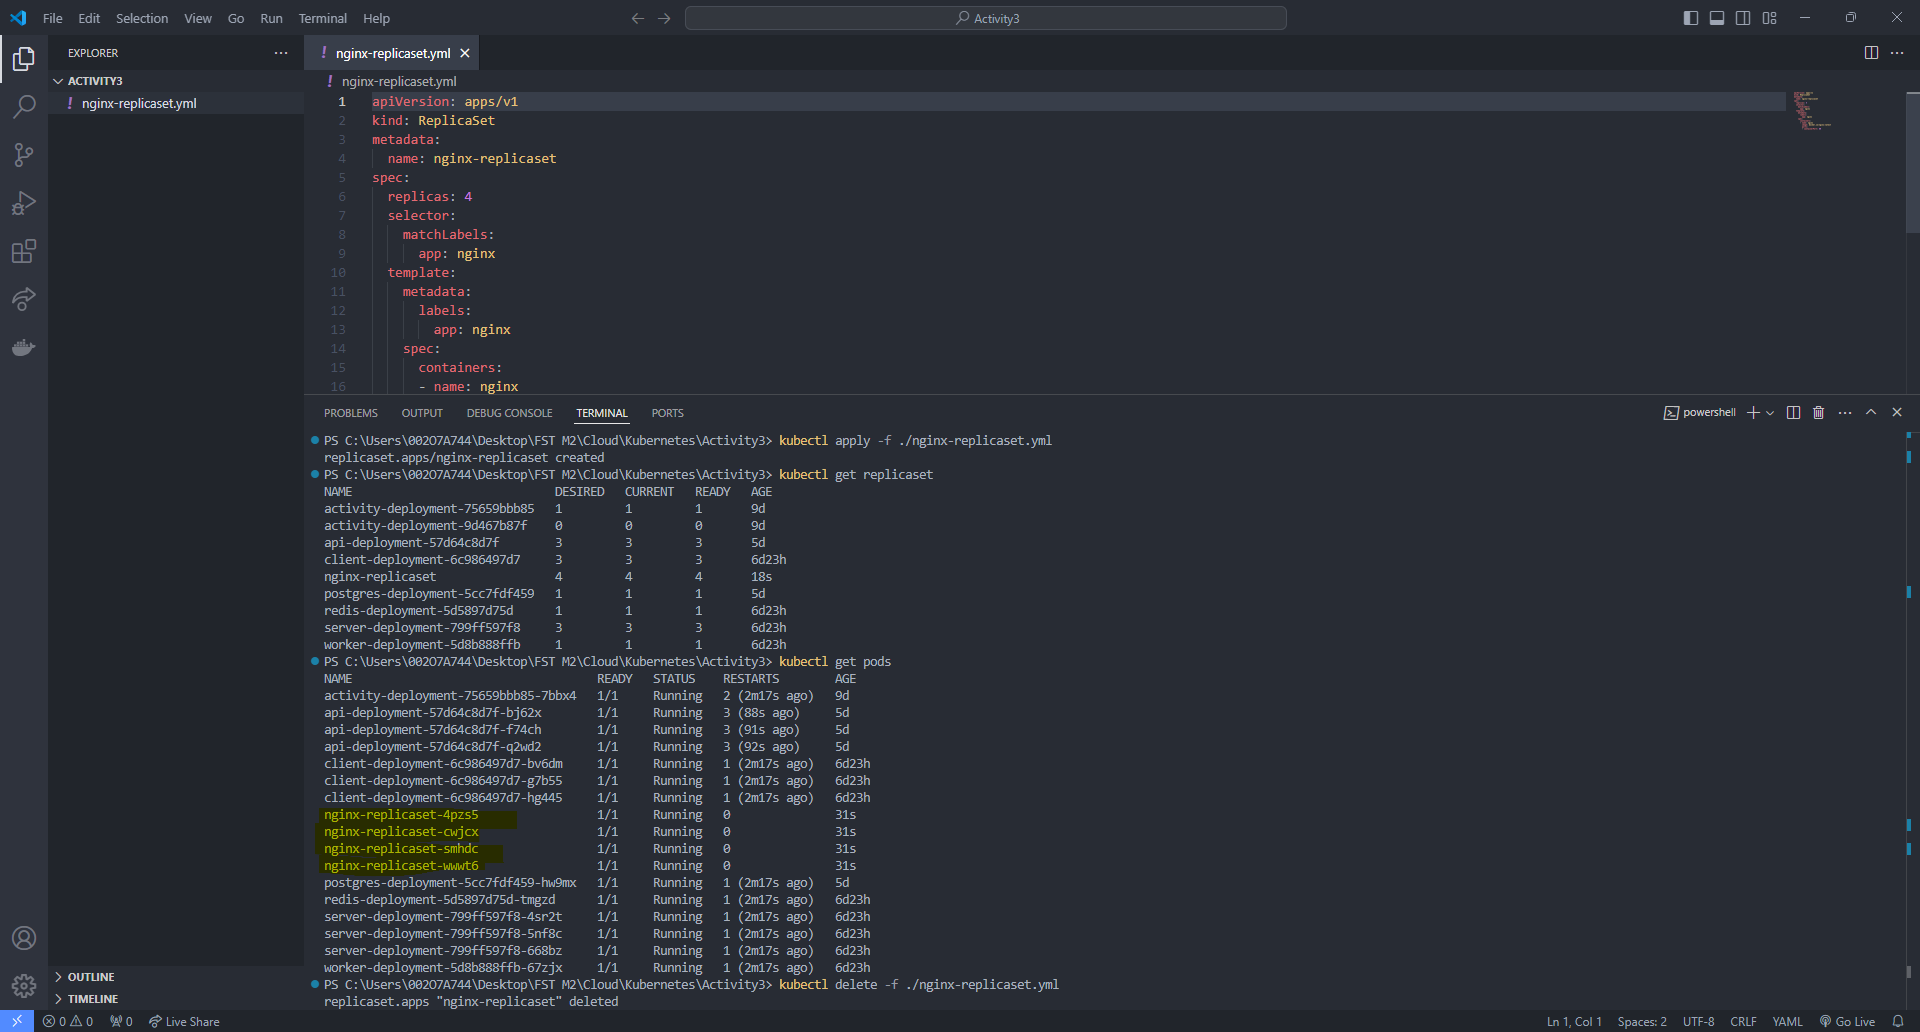 File Edit Selection View Go Run Terminal Help
Activity3
EXPLORER
ACTIVITY3
! nginx-replicaset.yml
! nginx-replicaset.yml
! nginx-replicaset.yml
1 apiVersion: apps/v1
2 kind: ReplicaSet
3 metadata:
4 name: nginx-replicaset
5 spec:
6 replicas: 4
7 selector:
8 matchLabels:
9 app: nginx
10 template:
11 metadata:
12 labels:
13 app: nginx
14 spec:
15 containers:
16 - name: nginx
PROBLEMS OUTPUT DEBUG CONSOLE TERMINAL PORTS
powershell
PS C:\Users\002O7A744\Desktop\FST M2\Cloud\Kubernetes\Activity3> kubectl apply -f ./nginx-replicaset.yml
replicaset.apps/nginx-replicaset created
PS C:\Users\002O7A744\Desktop\FST M2\Cloud\Kubernetes\Activity3> kubectl get replicaset
NAME DESIRED CURRENT READY AGE
activity-deployment-75659bbb85 1 1 1 9d
activity-deployment-9d467b87f 0 0 0 9d
api-deployment-57d64c8d7f 3 3 3 5d
client-deployment-6c986497d7 3 3 3 6d23h
nginx-replicaset 4 4 4 18s
postgres-deployment-5cc7fdf459 1 1 1 5d
redis-deployment-5d5897d75d 1 1 1 6d23h
server-deployment-799ff597f8 3 3 3 6d23h
worker-deployment-5d8b888ffb 1 1 1 6d23h
PS C:\Users\002O7A744\Desktop\FST M2\Cloud\Kubernetes\Activity3> kubectl get pods
NAME READY STATUS RESTARTS AGE
activity-deployment-75659bbb85-7bbx4 1/1 Running 2 (2m17s ago) 9d
api-deployment-57d64c8d7f-bj62x 1/1 Running 3 (88s ago) 5d
api-deployment-57d64c8d7f-f74ch 1/1 Running 3 (91s ago) 5d
api-deployment-57d64c8d7f-q2wd2 1/1 Running 3 (92s ago) 5d
client-deployment-6c986497d7-bv6dm 1/1 Running 1 (2m17s ago) 6d23h
client-deployment-6c986497d7-g7b55 1/1 Running 1 (2m17s ago) 6d23h
client-deployment-6c986497d7-hg445 1/1 Running 1 (2m17s ago) 6d23h
nginx-replicaset-4pzs5 1/1 Running 0 31s
nginx-replicaset-cwjcx 1/1 Running 0 31s
nginx-replicaset-smhdc 1/1 Running 0 31s
nginx-replicaset-wwwt6 1/1 Running 0 31s
postgres-deployment-5cc7fdf459-hw9mx 1/1 Running 1 (2m17s ago) 5d
redis-deployment-5d5897d75d-tmgzd 1/1 Running 1 (2m17s ago) 6d23h
server-deployment-799ff597f8-4sr2t 1/1 Running 1 (2m17s ago) 6d23h
server-deployment-799ff597f8-5nf8c 1/1 Running 1 (2m17s ago) 6d23h
server-deployment-799ff597f8-668bz 1/1 Running 1 (2m17s ago) 6d23h
worker-deployment-5d8b888ffb-67zjx 1/1 Running 1 (2m17s ago) 6d23h
PS C:\Users\002O7A744\Desktop\FST M2\Cloud\Kubernetes\Activity3> kubectl delete -f ./nginx-replicaset.yml
replicaset.apps "nginx-replicaset" deleted
OUTLINE
TIMELINE
0 0 0 Live Share Ln 1, Col 1 Spaces: 2 UTF-8 CRLF YAML Go Live